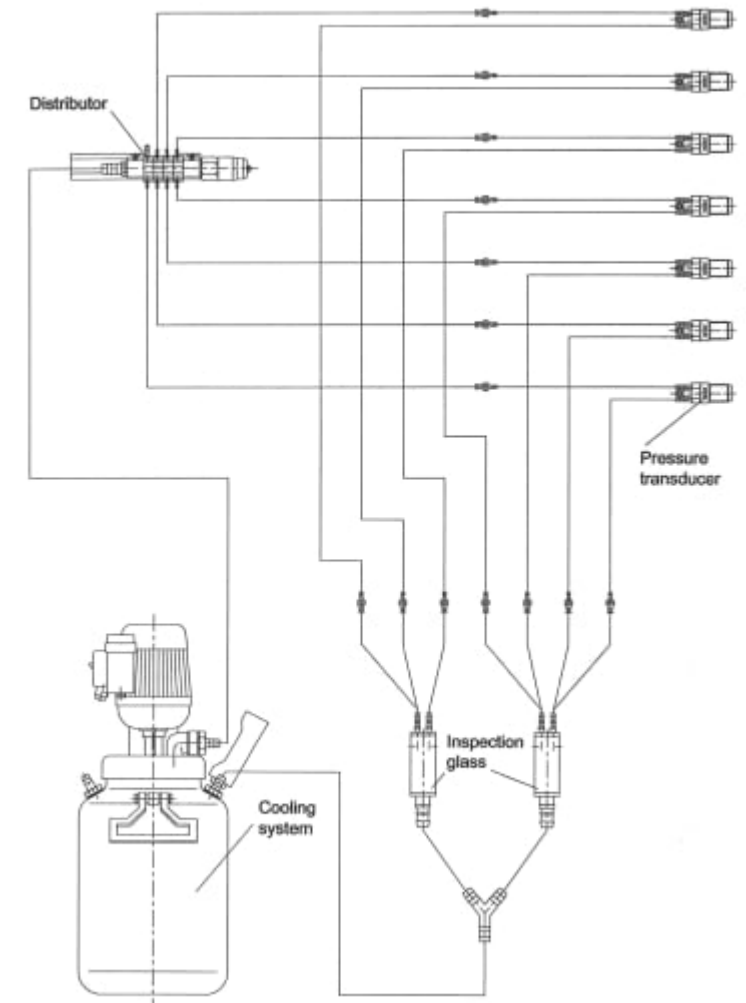 Distributor
Pressure
transducer
Inspection
glass
Cooling
system